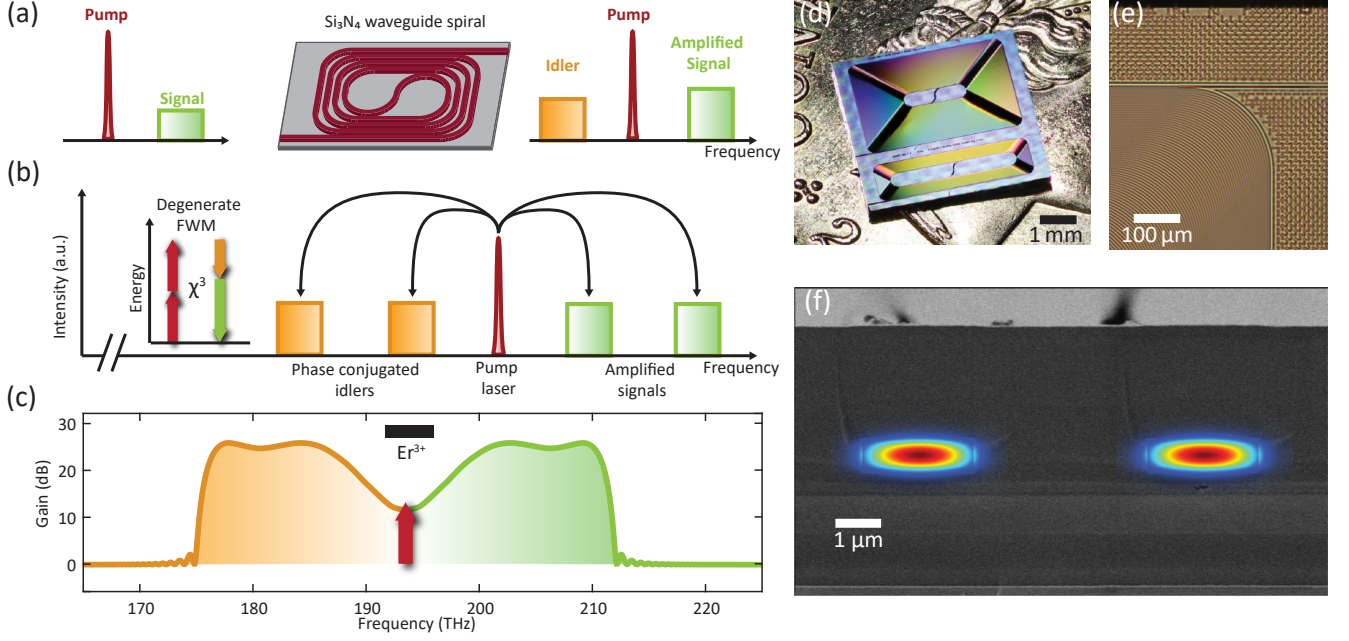 (a)
Pump
Signal
Si₃N₄ waveguide spiral
Pump
Idler
Amplified
Signal
Frequency
(b)
Intensity (a.u.)
Degenerate
FWM
Energy
χ³
Phase conjugated
idlers
Pump
laser
Amplified
signals
Frequency
(c)
Gain (dB)
30
20
10
0
Er³⁺
170
180
190
200
210
220
Frequency (THz)
(d)
1 mm
(e)
100 μm
(f)
1 μm